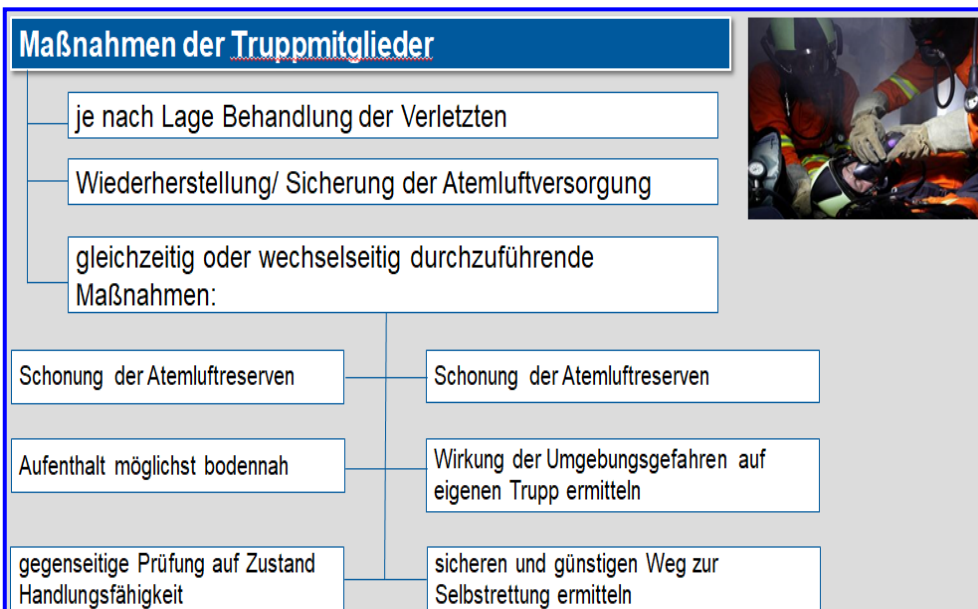 Maßnahmen der Truppmitglieder
je nach Lage Behandlung der Verletzten
Wiederherstellung/ Sicherung der Atemluftversorgung
gleichzeitig oder wechselseitig durchzuführende
Maßnahmen:
Schonung der Atemluftreserven
Schonung der Atemluftreserven
Aufenthalt möglichst bodennah
Wirkung der Umgebungsgefahren auf
eigenen Trupp ermitteln
gegenseitige Prüfung auf Zustand
Handlungsfähigkeit
sicheren und günstigen Weg zur
Selbstrettung ermitteln